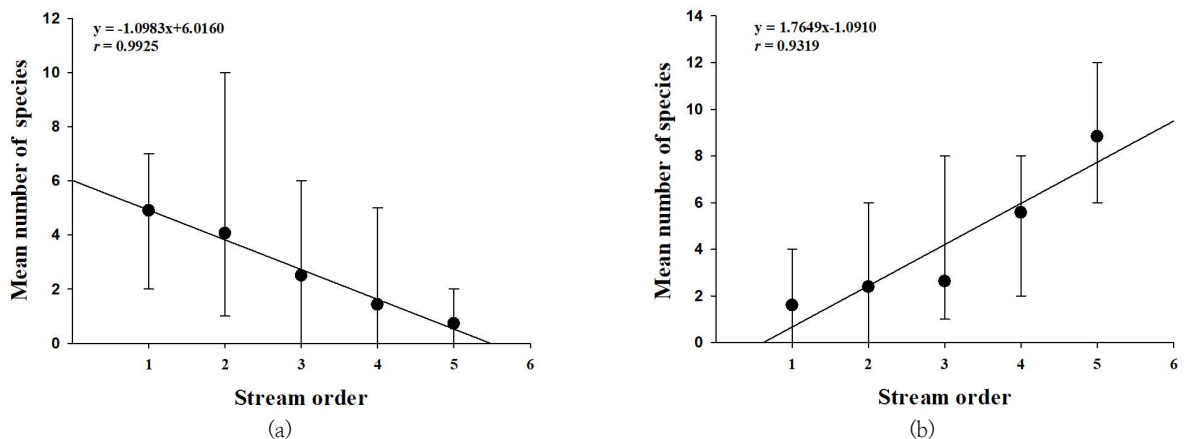 12
10
8
6
4
2
0
Mean number of species
y = -1.0983x+6.0160
r = 0.9925
1 2 3 4 5 6
Stream order
(a)
14
12
10
8
6
4
2
0
Mean number of species
y = 1.7649x-1.0910
r = 0.9319
1 2 3 4 5 6
Stream order
(b)